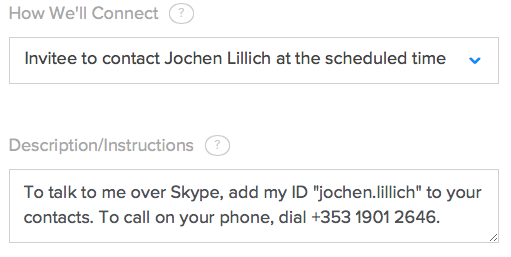 How We'll Connect ?
Invitee to contact Jochen Lillich at the scheduled time
Description/Instructions ?
To talk to me over Skype, add my ID "jochen.lillich" to your
contacts. To call on your phone, dial +353 1901 2646.